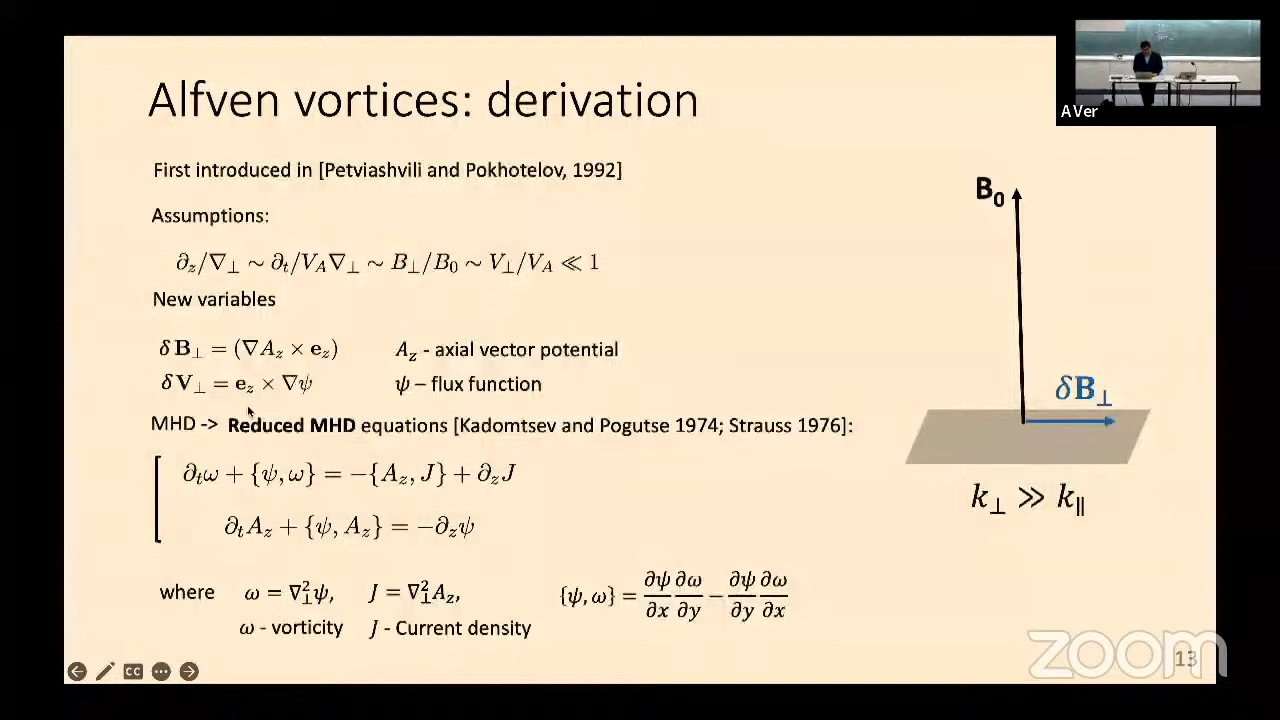 Alfven vortices: derivation
A Ver
First introduced in [Petviashvili and Pokhotelov, 1992]
Assumptions:
∂z/∇⊥ ∼ ∂t/VA∇⊥ ∼ B⊥/B0 ∼ V⊥/VA ≪ 1
New variables
δB⊥ = (∇Az × ez) Az - axial vector potential
δV⊥ = ez × ∇ψ ψ – flux function
MHD -> Reduced MHD equations [Kadomtsev and Pogutse 1974; Strauss 1976]:
∂tω + {ψ, ω} = −{Az, J} + ∂zJ
∂tAz + {ψ, Az} = −∂zψ
where ω = ∇⊥²ψ, J = ∇⊥²Az, {ψ, ω} = ∂ψ/∂x ∂ω/∂y − ∂ψ/∂y ∂ω/∂x
ω - vorticity J - Current density
B0
δB⊥
k⊥ ≫ k∥
CC
zoom
13